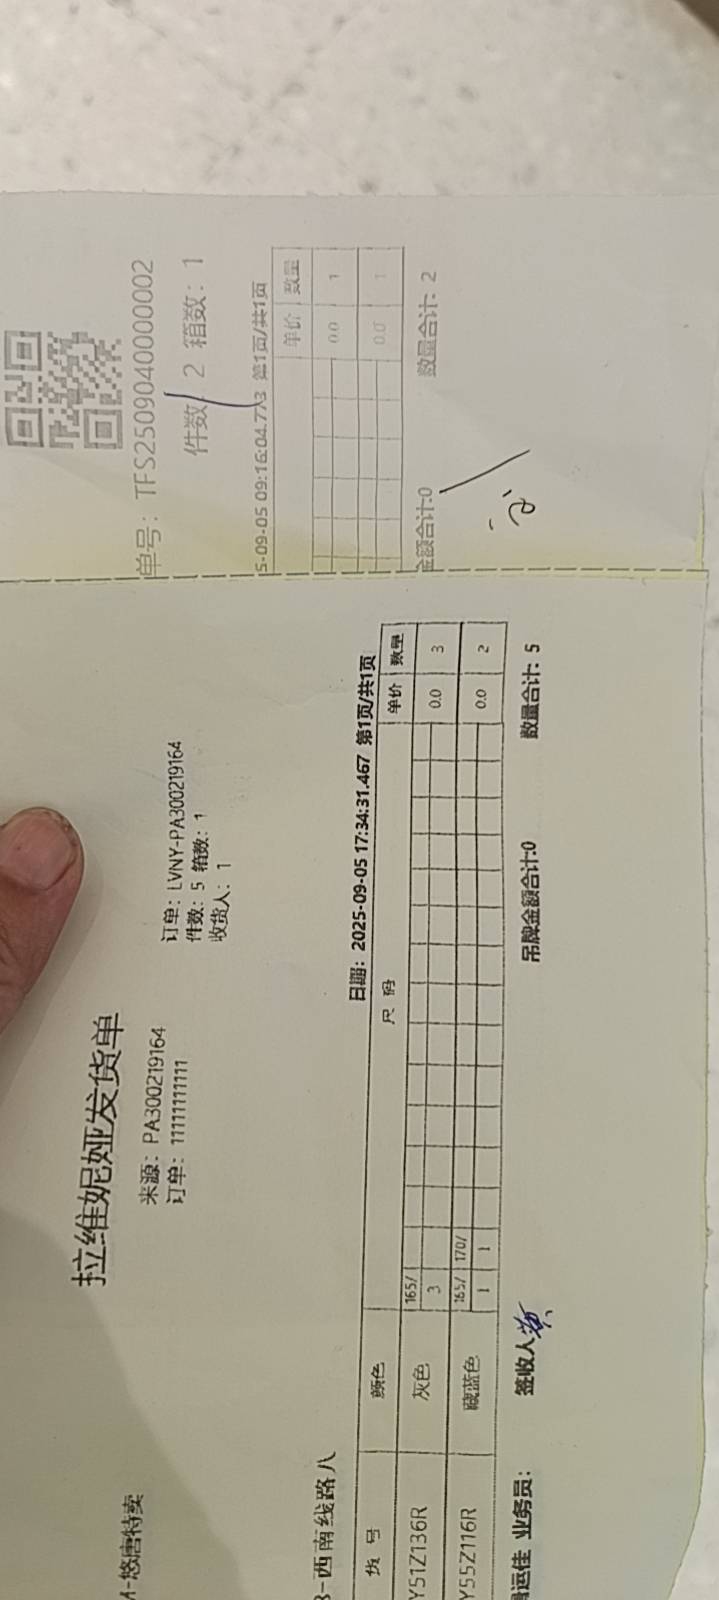 拉维妮娅发货单
来源：PA300219164 订单：LVNY-PA300219164
订单：11111111111 件数：5 箱数：1
收货人：1
M-悠唐特卖
3-西南线路八 日期：2025-09-05 17:34:31.467 第1页/共1页
货号 颜色 尺码 单价 数量
165/
Y51Z136R 灰色 3 0.0 3
165/ 170/
Y55Z116R 藏蓝色 1 1 0.0 2
运佳 业务员： 签收人 吊牌金额合计:0 数量合计: 5
单号：TFS2509040000002
件数 2 箱数：1
5-09-05 09:16:04.773 第1页/共1页
单价 数量
0.0 1
0.0 1
金额合计:0 数量合计: 2